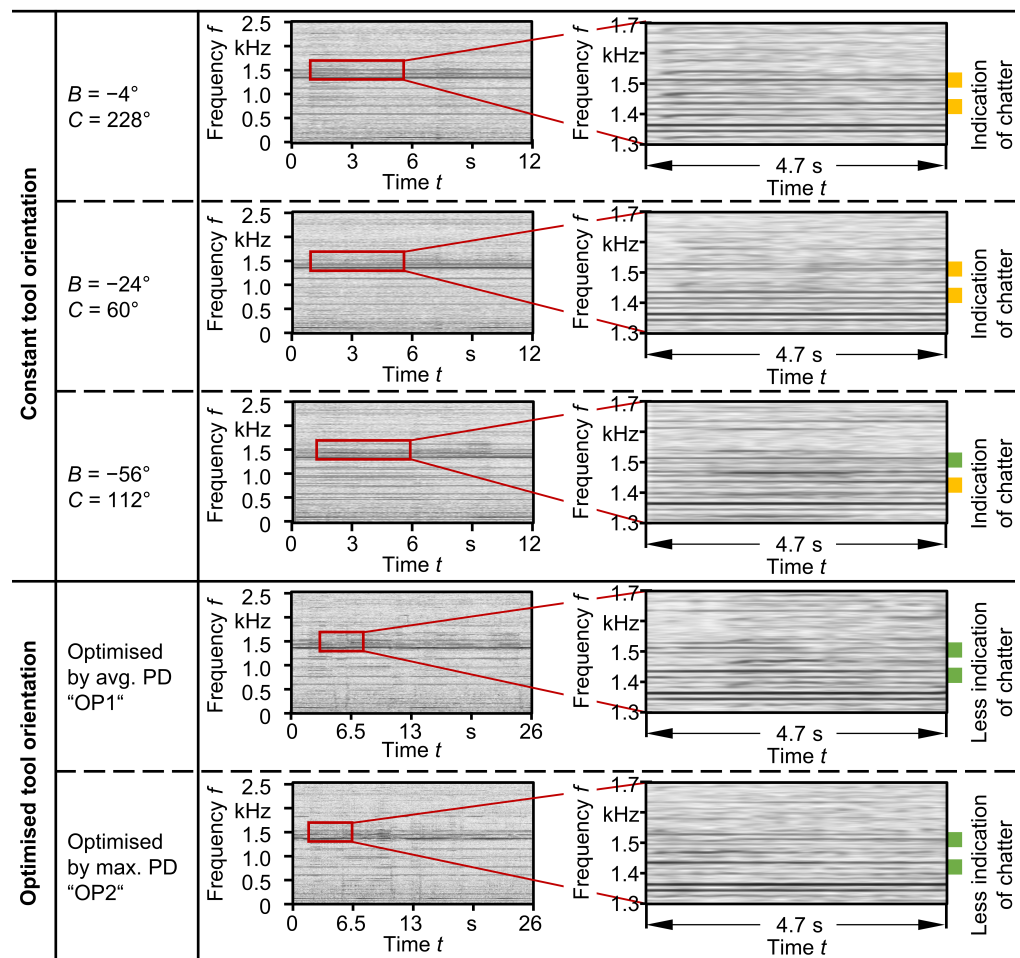 Constant tool orientation
B = −4°
C = 228°
Frequency f
2.5
kHz
1.5
1.0
0.5
0
0 3 6 s 12
Time t
Frequency f
1.7
kHz
1.5
1.4
1.3
4.7 s
Time t
Indication
of chatter
B = −24°
C = 60°
Frequency f
2.5
kHz
1.5
1.0
0.5
0
0 3 6 s 12
Time t
Frequency f
1.7
kHz
1.5
1.4
1.3
4.7 s
Time t
Indication
of chatter
B = −56°
C = 112°
Frequency f
2.5
kHz
1.5
1.0
0.5
0
0 3 6 s 12
Time t
Frequency f
1.7
kHz
1.5
1.4
1.3
4.7 s
Time t
Indication
of chatter
Optimised tool orientation
Optimised
by avg. PD
“OP1“
Frequency f
2.5
kHz
1.5
1.0
0.5
0
0 6.5 13 s 26
Time t
Frequency f
1.7
kHz
1.5
1.4
1.3
4.7 s
Time t
Less indication
of chatter
Optimised
by max. PD
“OP2“
Frequency f
2.5
kHz
1.5
1.0
0.5
0
0 6.5 13 s 26
Time t
Frequency f
1.7
kHz
1.5
1.4
1.3
4.7 s
Time t
Less indication
of chatter